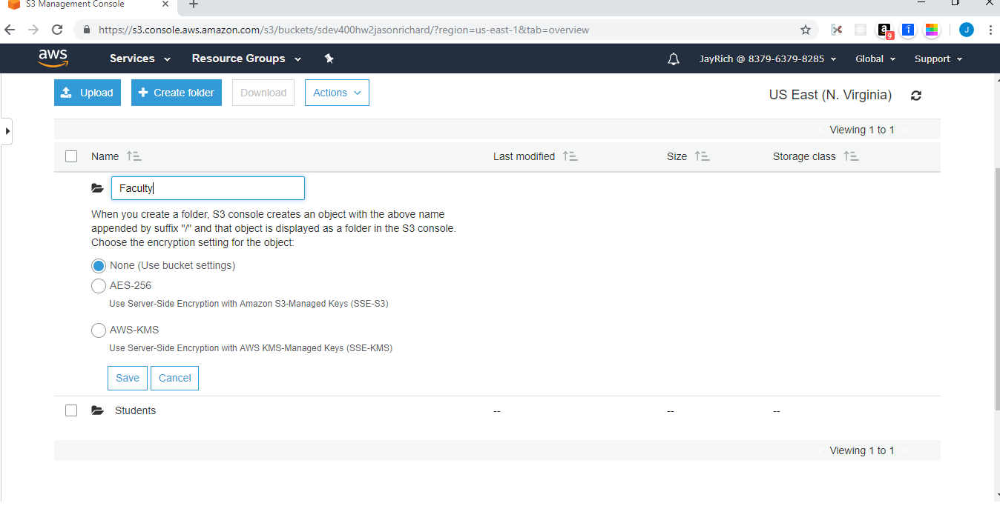 S3 Management Console
https://s3.console.aws.amazon.com/s3/buckets/sdev400hw2jasonrichard/?region=us-east-1&tab=overview
a 9 i J
aws Services Resource Groups JayRich @ 8379-6379-8285 Global Support
Upload Create folder Download Actions US East (N. Virginia)
Viewing 1 to 1
Name Last modified Size Storage class
Faculty
When you create a folder, S3 console creates an object with the above name
appended by suffix "/" and that object is displayed as a folder in the S3 console.
Choose the encryption setting for the object:
None (Use bucket settings)
AES-256
Use Server-Side Encryption with Amazon S3-Managed Keys (SSE-S3)
AWS-KMS
Use Server-Side Encryption with AWS KMS-Managed Keys (SSE-KMS)
Save Cancel
Students -- -- --
Viewing 1 to 1